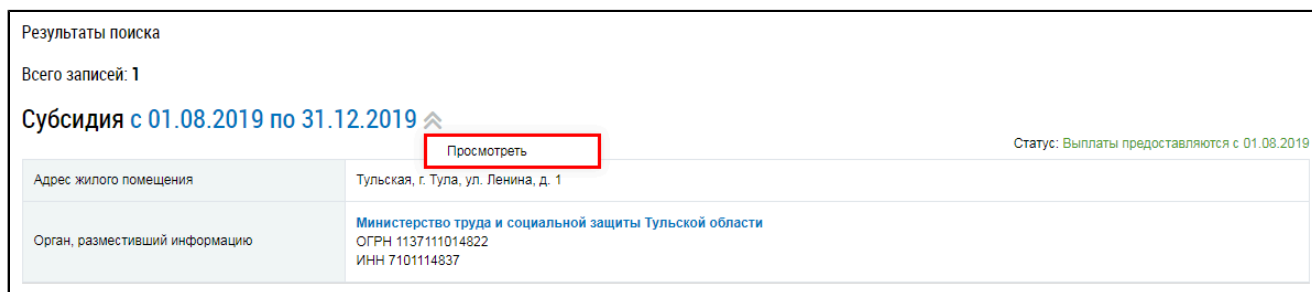 Результаты поиска
Всего записей: 1
Субсидия с 01.08.2019 по 31.12.2019
Просмотреть
Статус: Выплаты предоставляются с 01.08.2019
Адрес жилого помещения
Тульская, г. Тула, ул. Ленина, д. 1
Орган, разместивший информацию
Министерство труда и социальной защиты Тульской области
ОГРН 1137111014822
ИНН 7101114837